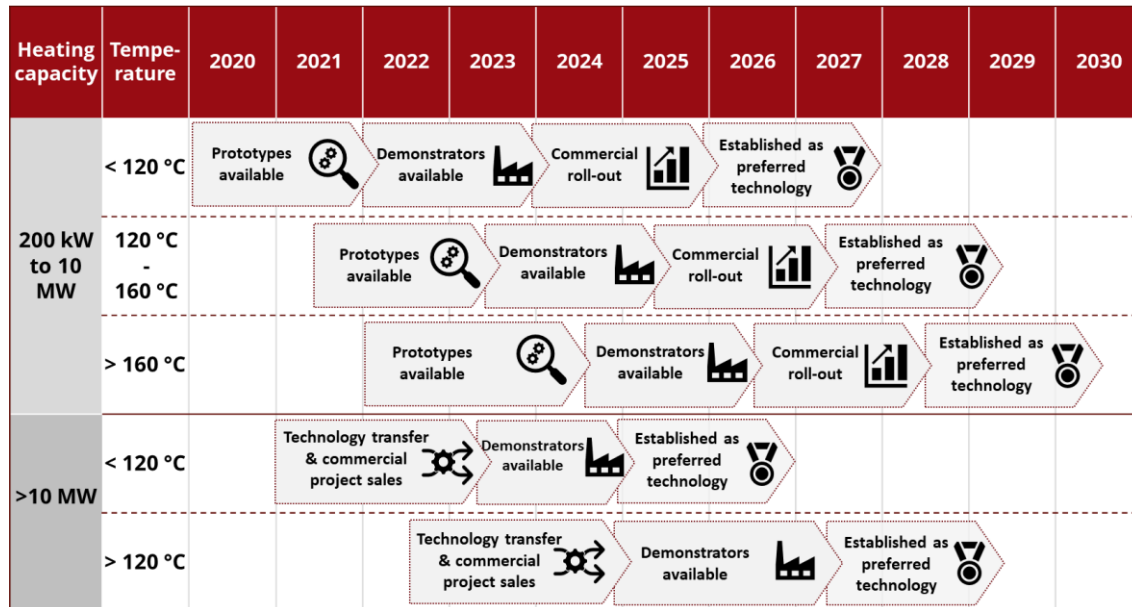 Heating
capacity
Tempe-
rature
2020
2021
2022
2023
2024
2025
2026
2027
2028
2029
2030
200 kW
to 10
MW
< 120 °C
Prototypes
available
Demonstrators
available
Commercial
roll-out
Established as
preferred
technology
120 °C
-
160 °C
Prototypes
available
Demonstrators
available
Commercial
roll-out
Established as
preferred
technology
> 160 °C
Prototypes
available
Demonstrators
available
Commercial
roll-out
Established as
preferred
technology
>10 MW
< 120 °C
Technology transfer
& commercial
project sales
Demonstrators
available
Established as
preferred
technology
> 120 °C
Technology transfer
& commercial
project sales
Demonstrators
available
Established as
preferred
technology